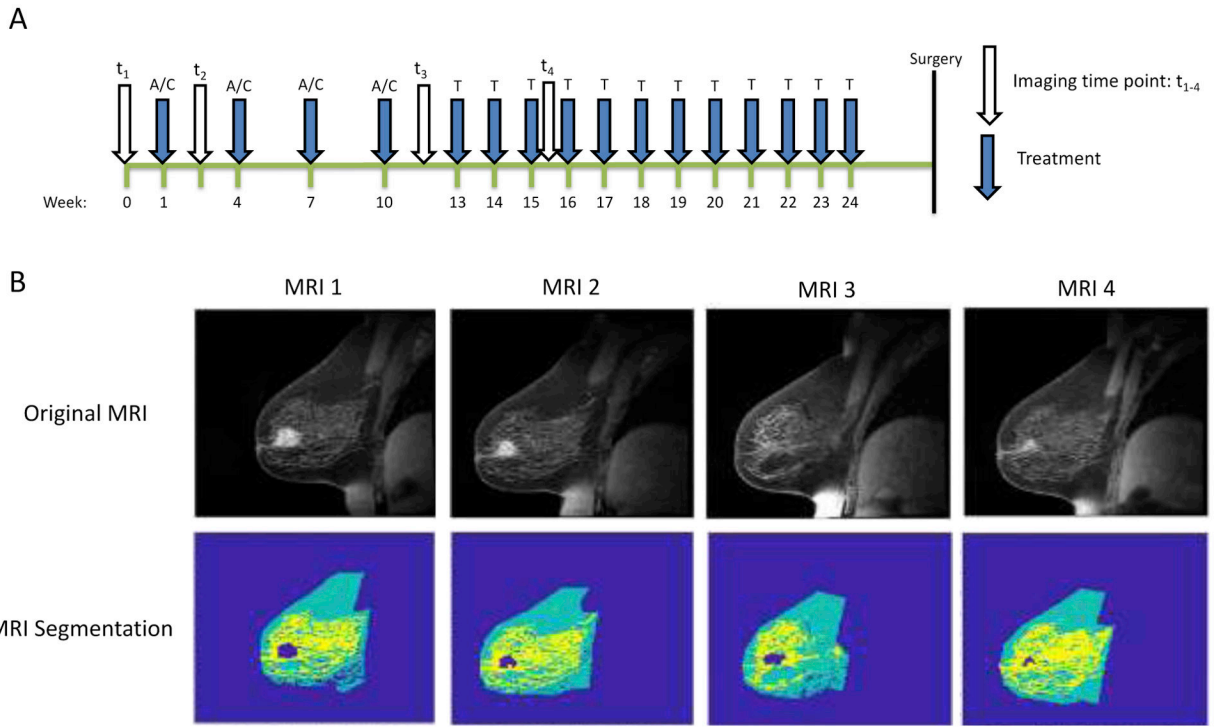 A
Surgery
t1 A/C t2 A/C A/C A/C t3 T T T t4 T T T T T T T T T
Imaging time point: t1-4
Treatment
Week: 0 1 4 7 10 13 14 15 16 17 18 19 20 21 22 23 24
B
MRI 1 MRI 2 MRI 3 MRI 4
Original MRI
MRI Segmentation